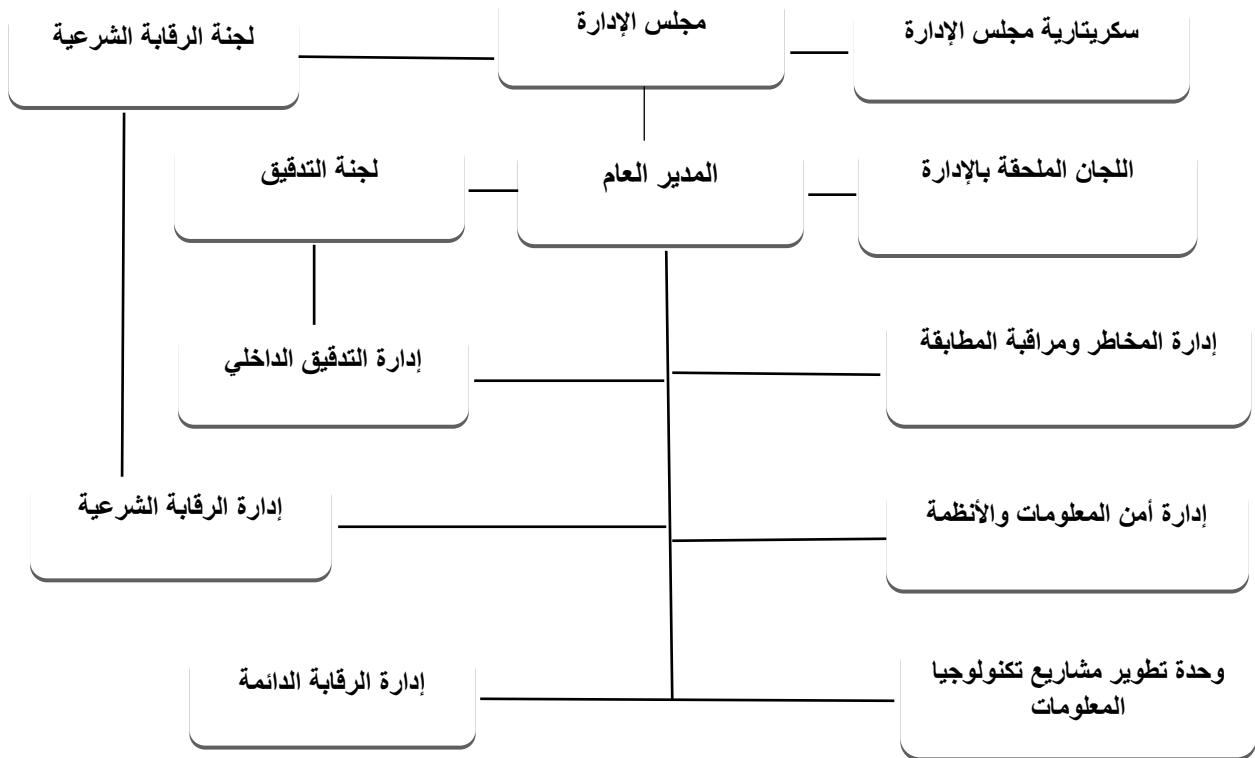 سكريتارية مجلس الإدارة
مجلس الإدارة
لجنة الرقابة الشرعية
اللجان الملحقة بالإدارة
المدير العام
لجنة التدقيق
إدارة المخاطر ومراقبة المطابقة
إدارة التدقيق الداخلي
إدارة أمن المعلومات والأنظمة
إدارة الرقابة الشرعية
وحدة تطوير مشاريع تكنولوجيا
المعلومات
إدارة الرقابة الدائمة